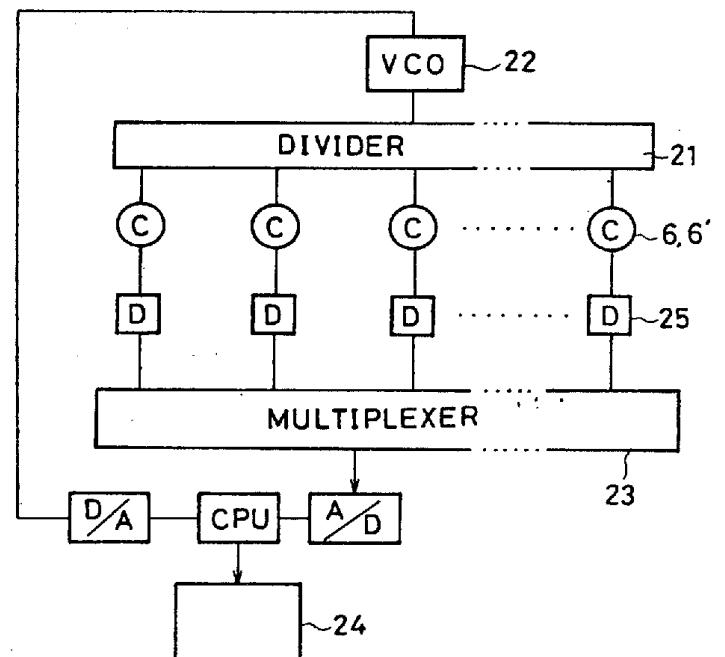 VCO 22
DIVIDER 21
C C C C 6,6'
D D D D 25
MULTIPLEXER
23
D/A CPU A/D
24